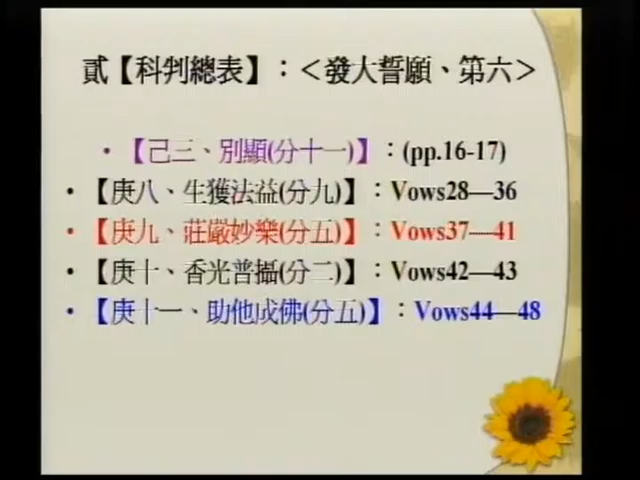 貳【科判總表】：＜發大誓願、第六＞
•【己三、別顯(分十一)】：(pp.16-17)
•【庚八、生獲法益(分九)】：Vows28—36
•【庚九、莊嚴妙樂(分五)】：Vows37—41
•【庚十、香光普攝(分二)】：Vows42—43
•【庚十一、助他成佛(分五)】：Vows44—48